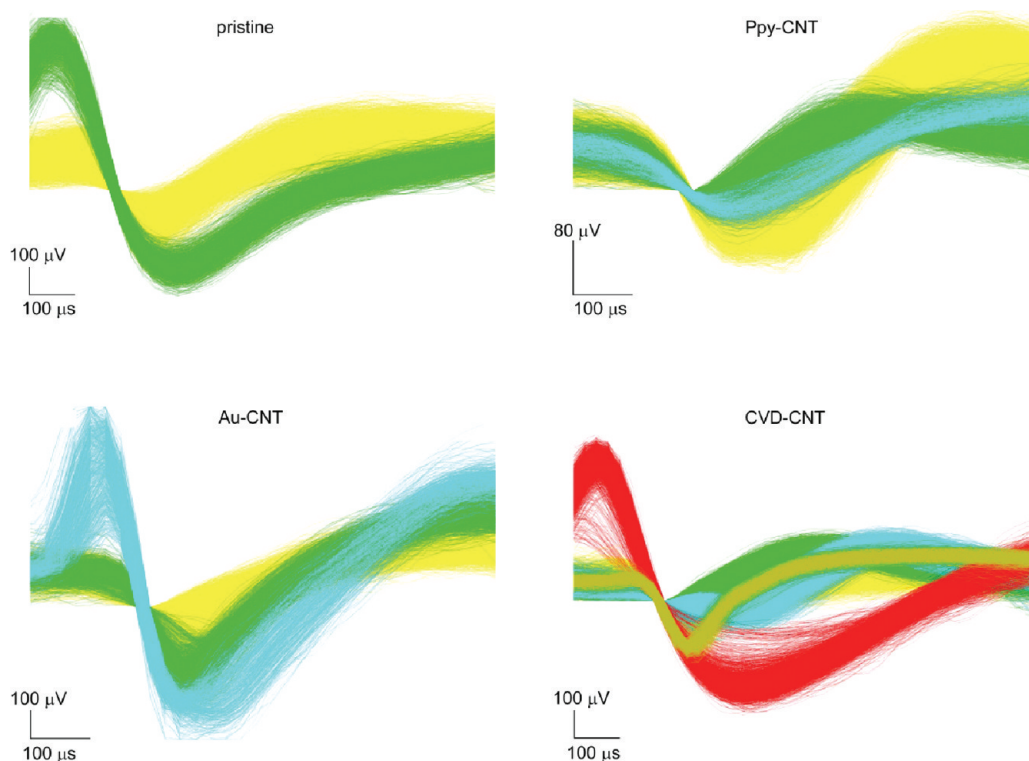 pristine
Ppy-CNT
100 μV
100 μs
80 μV
100 μs
Au-CNT
CVD-CNT
100 μV
100 μs
100 μV
100 μs